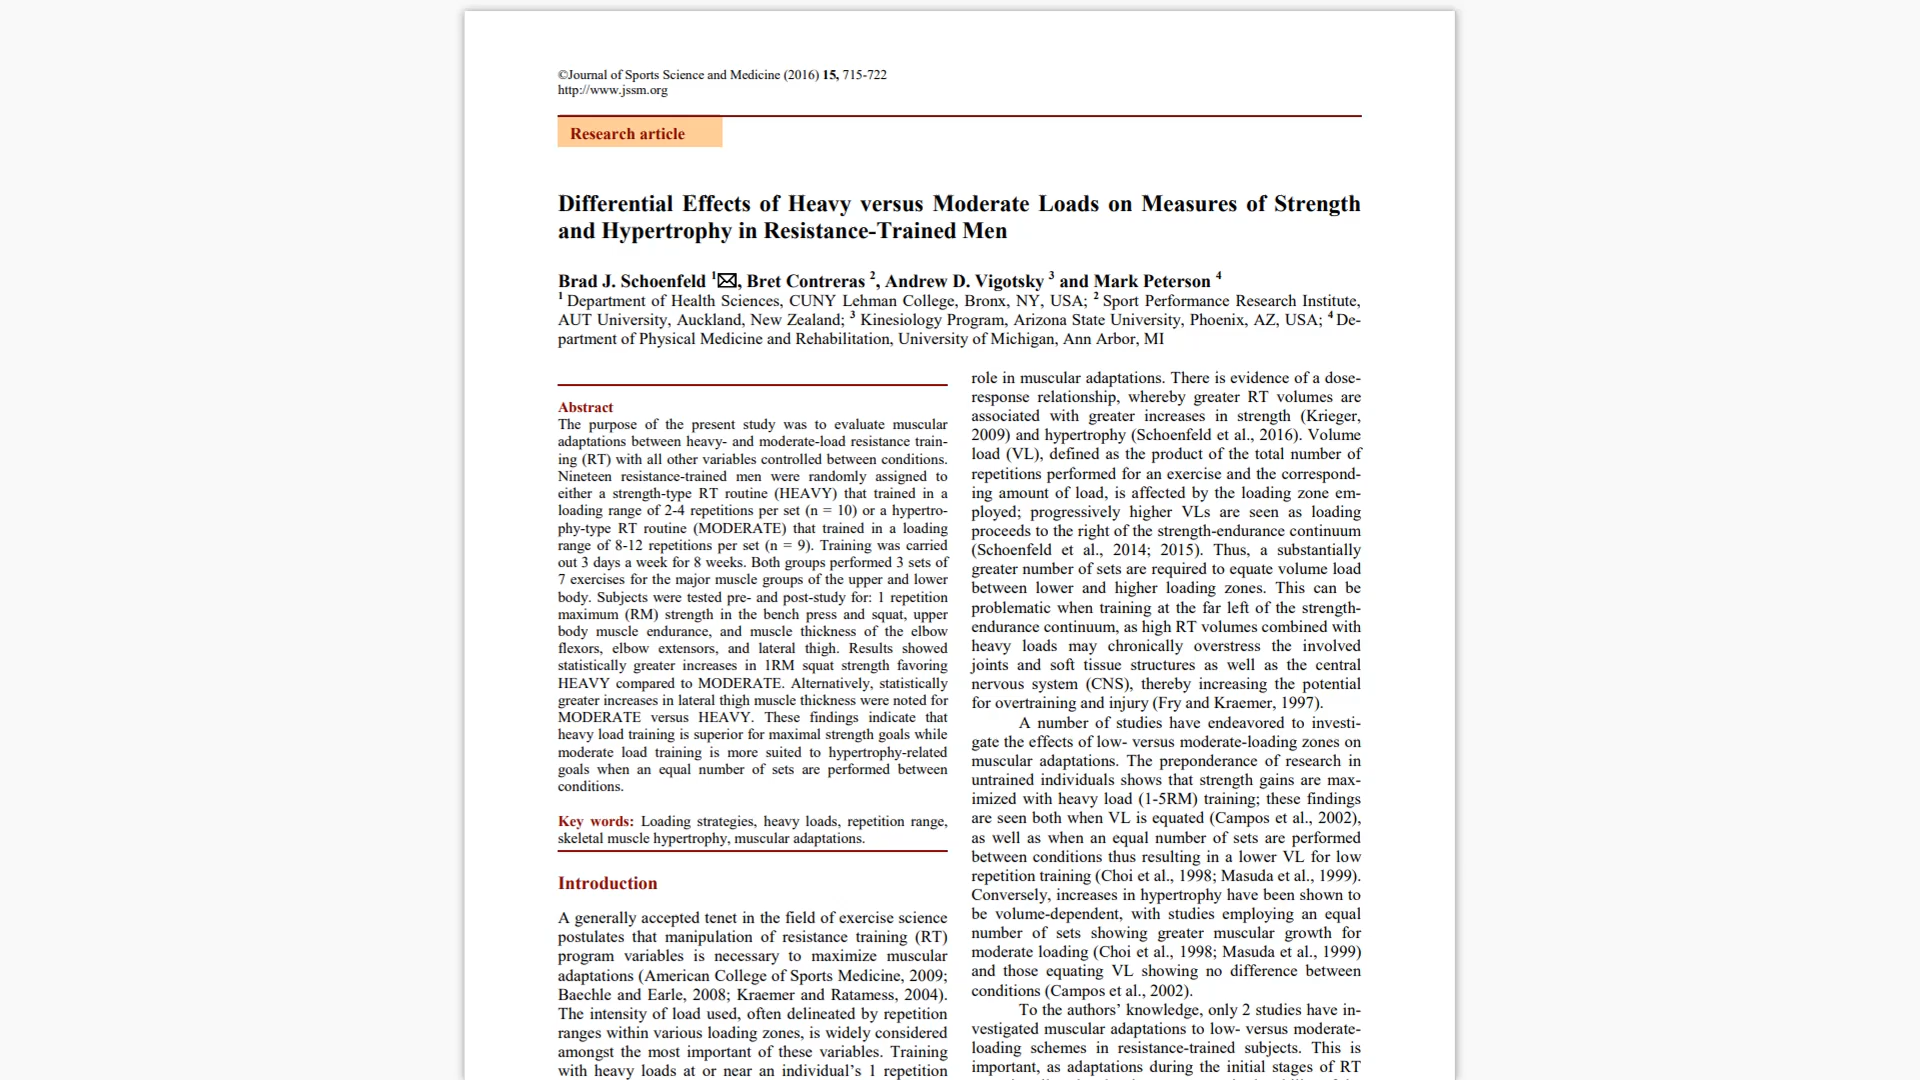 ©Journal of Sports Science and Medicine (2016) 15, 715-722
http://www.jssm.org
Research article
Differential Effects of Heavy versus Moderate Loads on Measures of Strength
and Hypertrophy in Resistance-Trained Men
Brad J. Schoenfeld 1✉, Bret Contreras 2, Andrew D. Vigotsky 3 and Mark Peterson 4
1 Department of Health Sciences, CUNY Lehman College, Bronx, NY, USA; 2 Sport Performance Research Institute,
AUT University, Auckland, New Zealand; 3 Kinesiology Program, Arizona State University, Phoenix, AZ, USA; 4 De-
partment of Physical Medicine and Rehabilitation, University of Michigan, Ann Arbor, MI
Abstract
The purpose of the present study was to evaluate muscular
adaptations between heavy- and moderate-load resistance train-
ing (RT) with all other variables controlled between conditions.
Nineteen resistance-trained men were randomly assigned to
either a strength-type RT routine (HEAVY) that trained in a
loading range of 2-4 repetitions per set (n = 10) or a hypertro-
phy-type RT routine (MODERATE) that trained in a loading
range of 8-12 repetitions per set (n = 9). Training was carried
out 3 days a week for 8 weeks. Both groups performed 3 sets of
7 exercises for the major muscle groups of the upper and lower
body. Subjects were tested pre- and post-study for: 1 repetition
maximum (RM) strength in the bench press and squat, upper
body muscle endurance, and muscle thickness of the elbow
flexors, elbow extensors, and lateral thigh. Results showed
statistically greater increases in 1RM squat strength favoring
HEAVY compared to MODERATE. Alternatively, statistically
greater increases in lateral thigh muscle thickness were noted for
MODERATE versus HEAVY. These findings indicate that
heavy load training is superior for maximal strength goals while
moderate load training is more suited to hypertrophy-related
goals when an equal number of sets are performed between
conditions.
Key words: Loading strategies, heavy loads, repetition range,
skeletal muscle hypertrophy, muscular adaptations.
Introduction
A generally accepted tenet in the field of exercise science
postulates that manipulation of resistance training (RT)
program variables is necessary to maximize muscular
adaptations (American College of Sports Medicine, 2009;
Baechle and Earle, 2008; Kraemer and Ratamess, 2004).
The intensity of load used, often delineated by repetition
ranges within various loading zones, is widely considered
amongst the most important of these variables. Training
with heavy loads at or near an individual's 1 repetition
role in muscular adaptations. There is evidence of a dose-
response relationship, whereby greater RT volumes are
associated with greater increases in strength (Krieger,
2009) and hypertrophy (Schoenfeld et al., 2016). Volume
load (VL), defined as the product of the total number of
repetitions performed for an exercise and the correspond-
ing amount of load, is affected by the loading zone em-
ployed; progressively higher VLs are seen as loading
proceeds to the right of the strength-endurance continuum
(Schoenfeld et al., 2014; 2015). Thus, a substantially
greater number of sets are required to equate volume load
between lower and higher loading zones. This can be
problematic when training at the far left of the strength-
endurance continuum, as high RT volumes combined with
heavy loads may chronically overstress the involved
joints and soft tissue structures as well as the central
nervous system (CNS), thereby increasing the potential
for overtraining and injury (Fry and Kraemer, 1997).
A number of studies have endeavored to investi-
gate the effects of low- versus moderate-loading zones on
muscular adaptations. The preponderance of research in
untrained individuals shows that strength gains are max-
imized with heavy load (1-5RM) training; these findings
are seen both when VL is equated (Campos et al., 2002),
as well as when an equal number of sets are performed
between conditions thus resulting in a lower VL for low
repetition training (Choi et al., 1998; Masuda et al., 1999).
Conversely, increases in hypertrophy have been shown to
be volume-dependent, with studies employing an equal
number of sets showing greater muscular growth for
moderate loading (Choi et al., 1998; Masuda et al., 1999)
and those equating VL showing no difference between
conditions (Campos et al., 2002).
To the authors' knowledge, only 2 studies have in-
vestigated muscular adaptations to low- versus moderate-
loading schemes in resistance-trained subjects. This is
important, as adaptations during the initial stages of RT